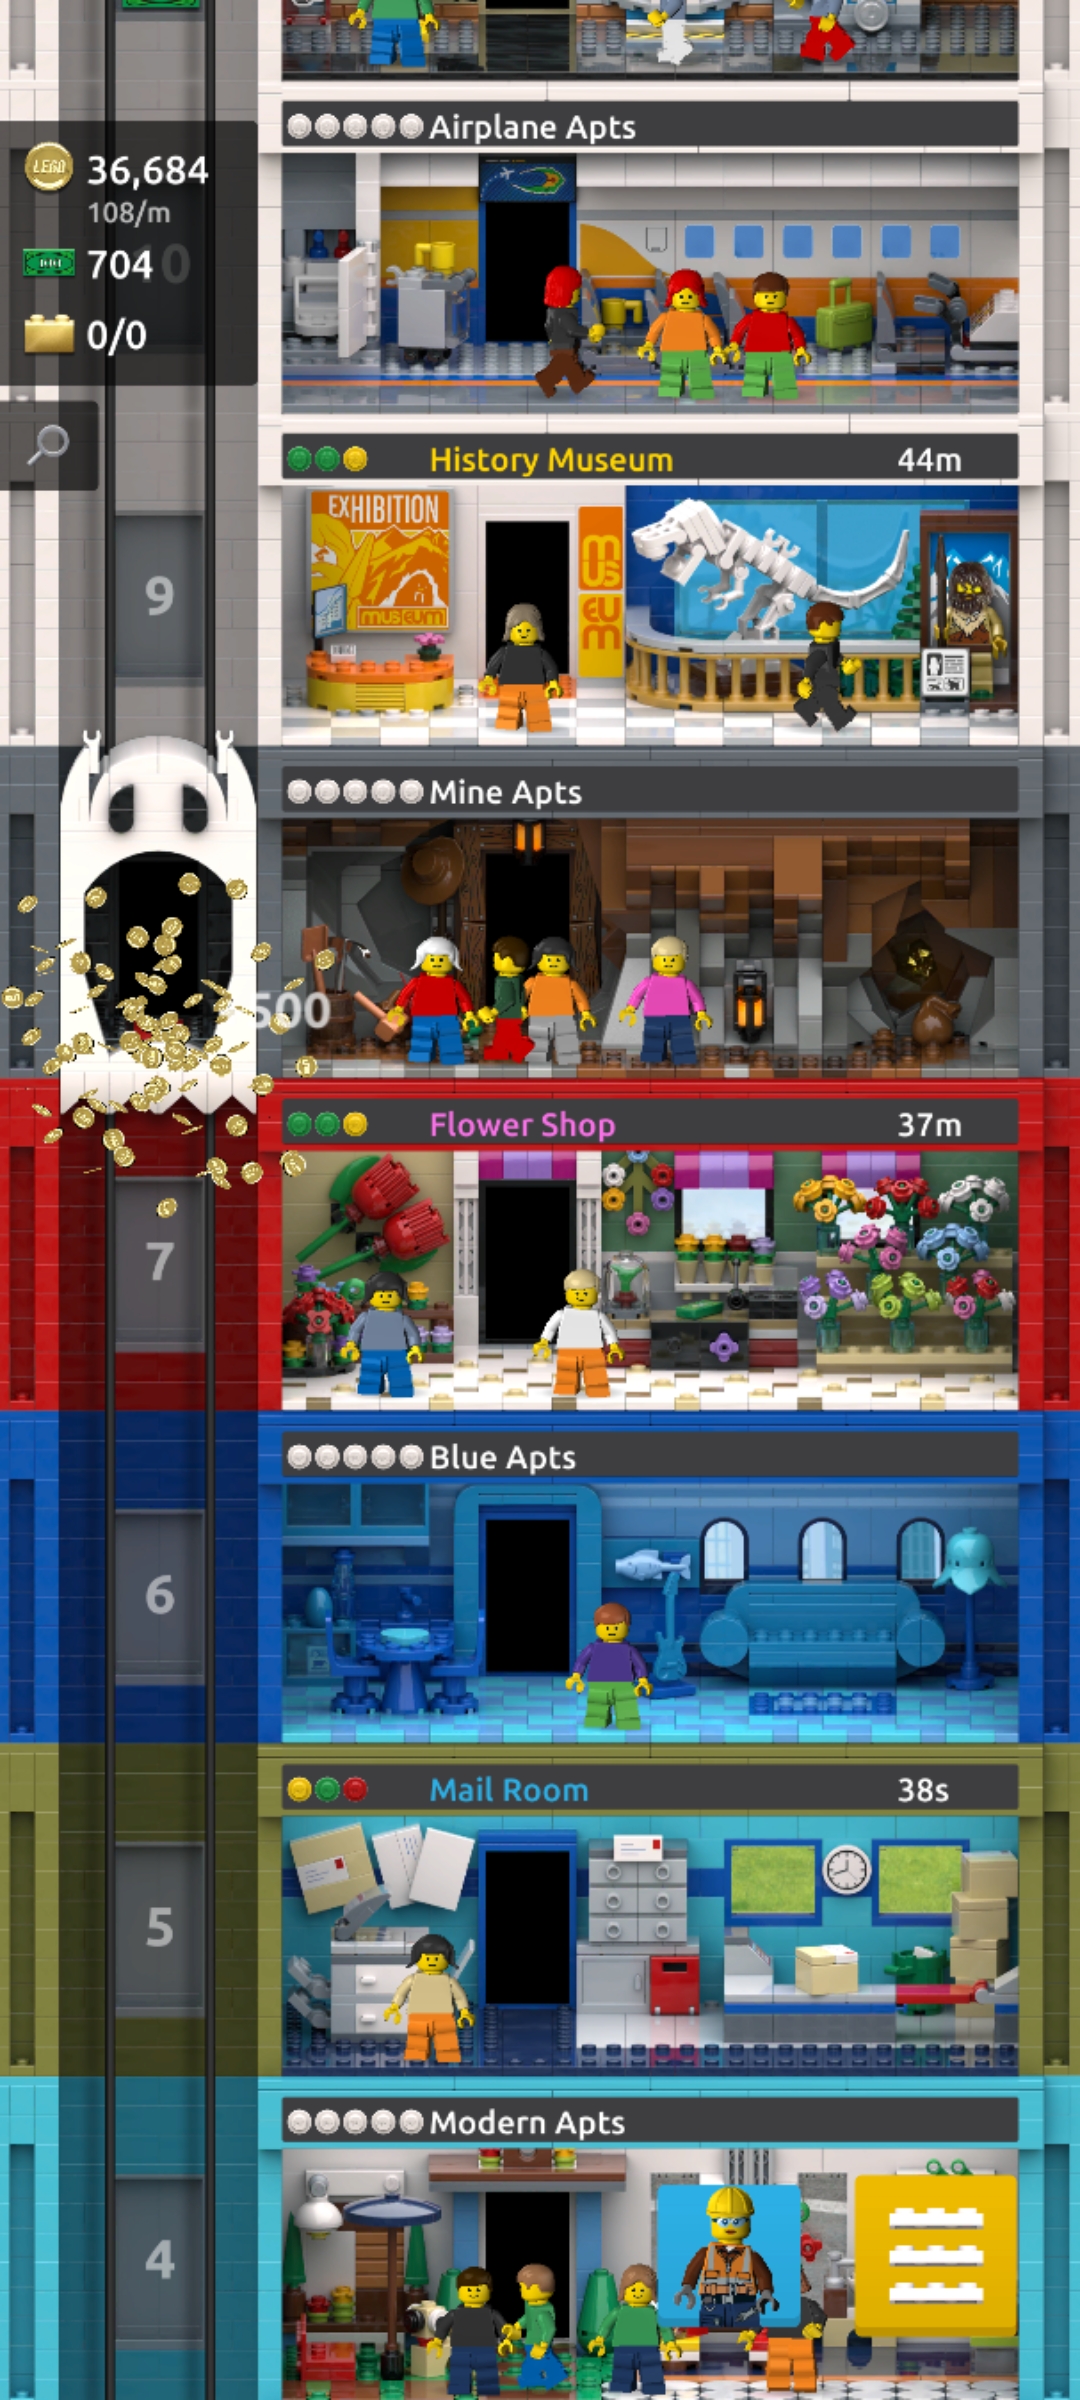 Airplane Apts
LEGO 36,684
108/m
704
0/0
History Museum 44m
EXHIBITION
museum
MUSEUM
9
Mine Apts
500
Flower Shop 37m
7
Blue Apts
6
Mail Room 38s
5
Modern Apts
4